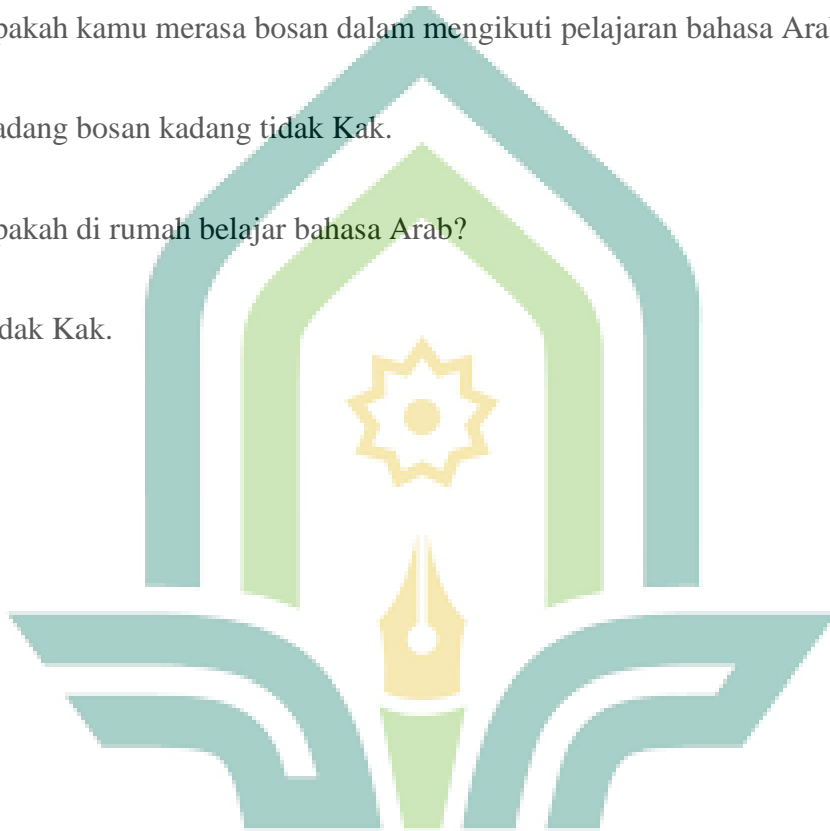 pakah kamu merasa bosan dalam mengikuti pelajaran bahasa Ara
adang bosan kadang tidak Kak.
pakah di rumah belajar bahasa Arab?
dak Kak.